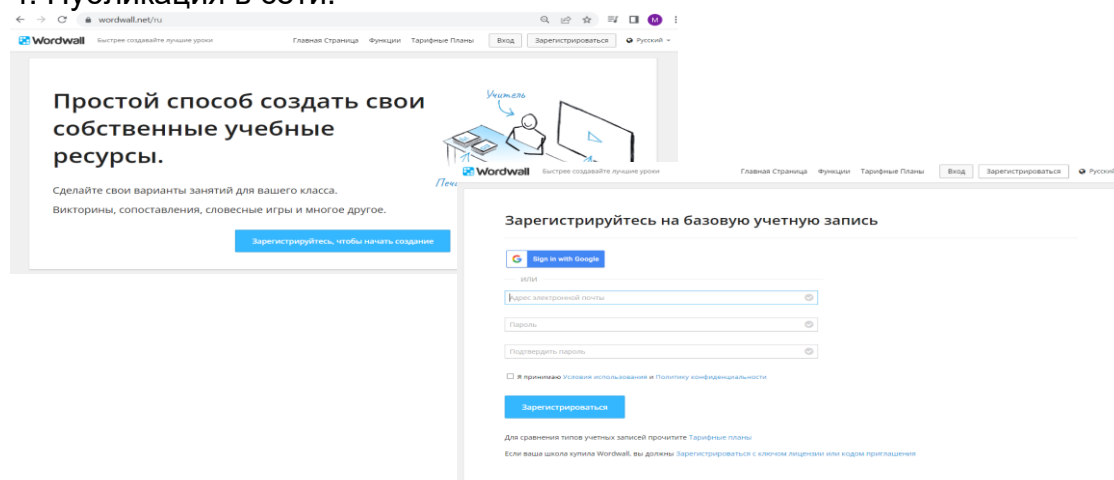 4. Публикация в сети.
wordwall.net/ru
M
Wordwall Быстрее создавайте лучшие уроки Главная Страница Функции Тарифные Планы Вход Зарегистрироваться Русский
Простой способ создать свои
собственные учебные
ресурсы.
Сделайте свои варианты занятий для вашего класса.
Викторины, сопоставления, словесные игры и многое другое.
Зарегистрируйтесь, чтобы начать создание
Учитель
Wordwall Быстрее создавайте лучшие уроки Главная Страница Функции Тарифные Планы Вход Зарегистрироваться Русский
Зарегистрируйтесь на базовую учетную запись
G Sign in with Google
ИЛИ
Адрес электронной почты
Пароль
Подтвердить пароль
Я принимаю Условия использования и Политику конфиденциальности
Зарегистрироваться
Для сравнения типов учетных записей прочитите Тарифные планы
Если ваша школа купила Wordwall, вы должны Зарегистрироваться с ключом лицензии или кодом приглашения